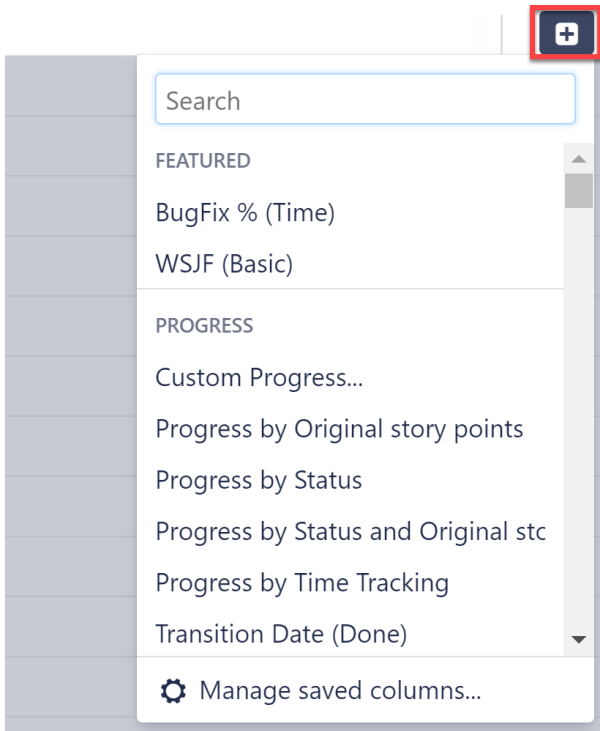 Search
FEATURED
BugFix % (Time)
WSJF (Basic)
PROGRESS
Custom Progress...
Progress by Original story points
Progress by Status
Progress by Status and Original sto
Progress by Time Tracking
Transition Date (Done)
Manage saved columns...